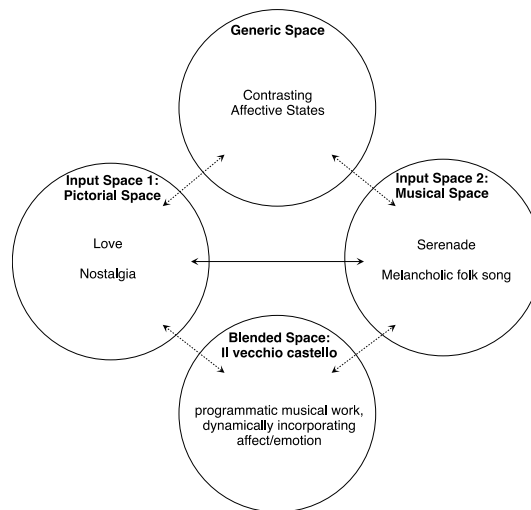 Generic Space
Contrasting
Affective States
Input Space 1:
Pictorial Space
Love
Nostalgia
Input Space 2:
Musical Space
Serenade
Melancholic folk song
Blended Space:
Il vecchio castello
programmatic musical work,
dynamically incorporating
affect/emotion